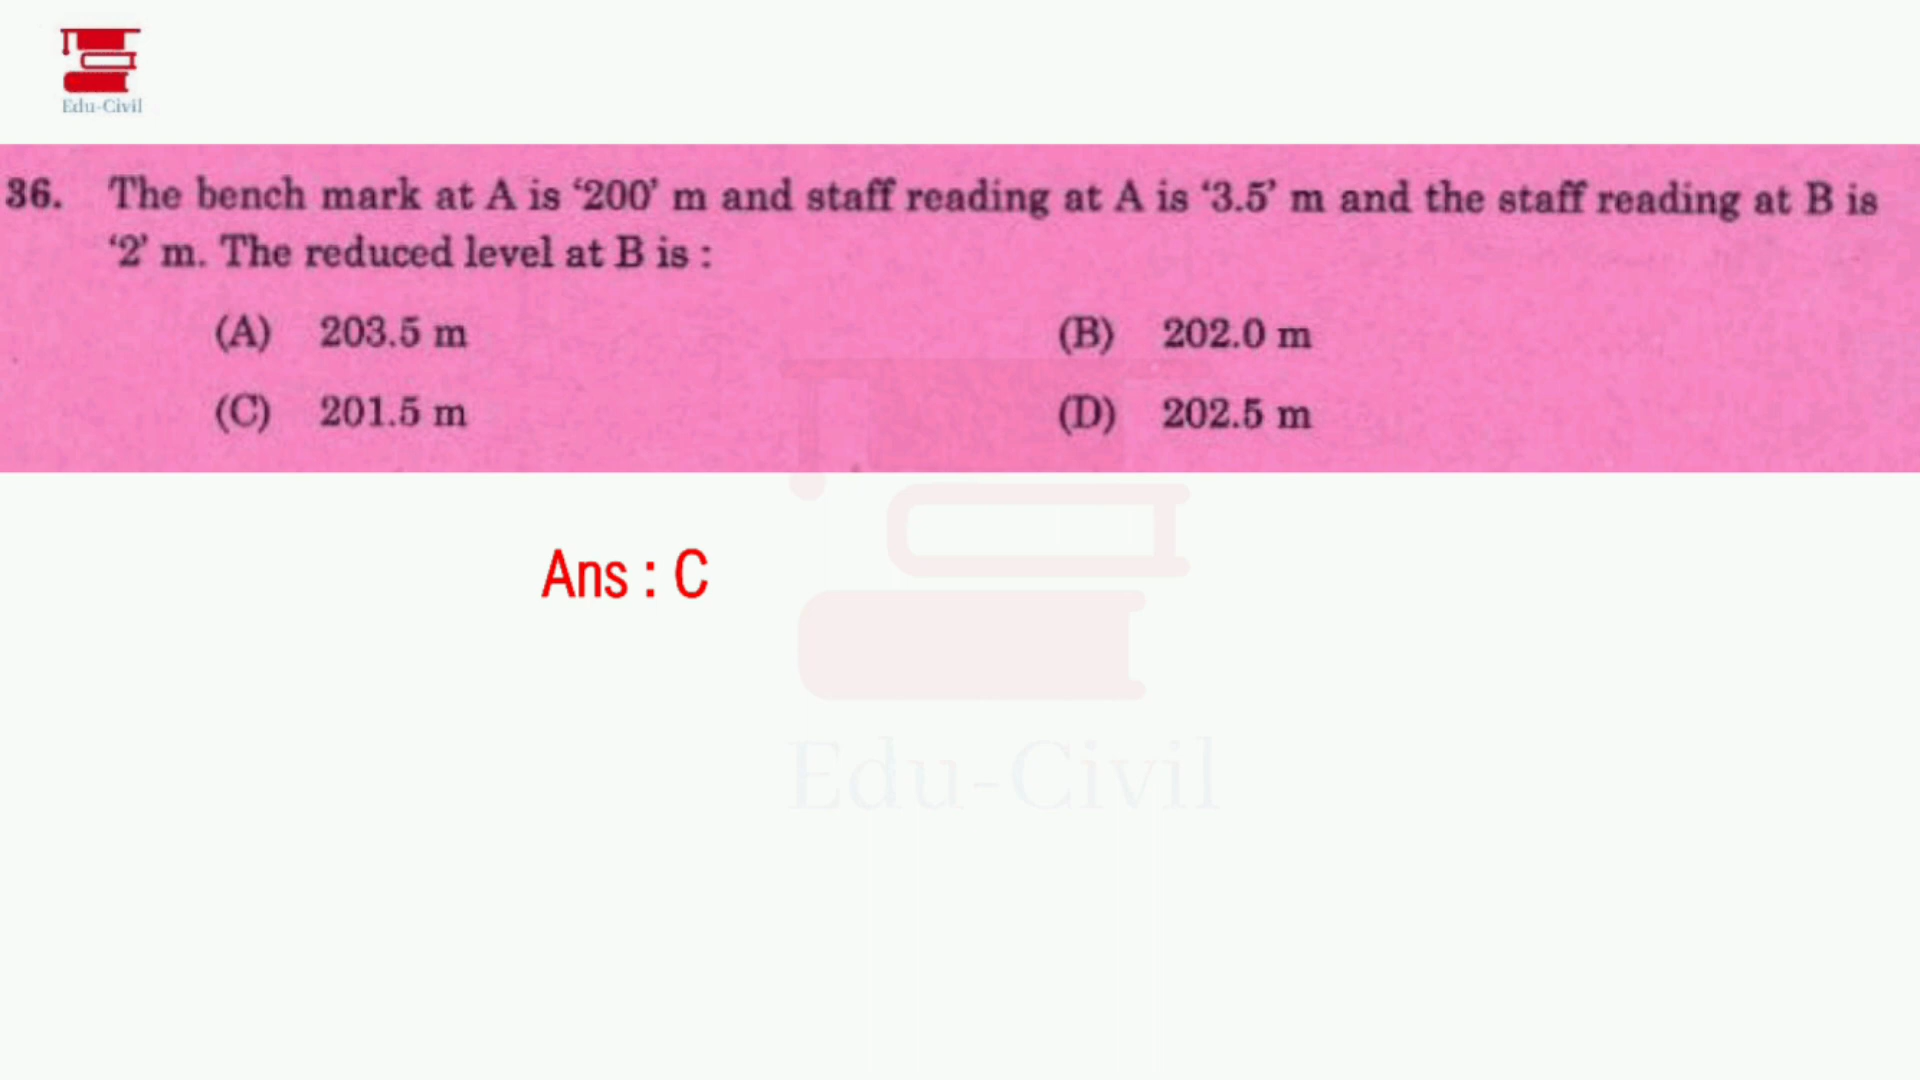 Edu-Civil
36. The bench mark at A is ‘200’ m and staff reading at A is ‘3.5’ m and the staff reading at B is
‘2’ m. The reduced level at B is :
(A) 203.5 m (B) 202.0 m
(C) 201.5 m (D) 202.5 m
Ans : C
Edu-Civil